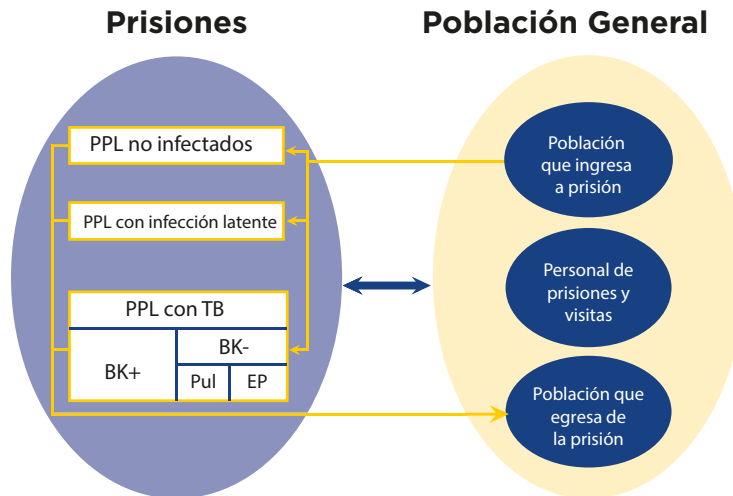 Prisiones
Población General
PPL no infectados
PPL con infección latente
PPL con TB
BK+
BK-
Pul
EP
Población
que ingresa
a prisión
Personal de
prisiones y
visitas
Población que
egresa de
la prisión